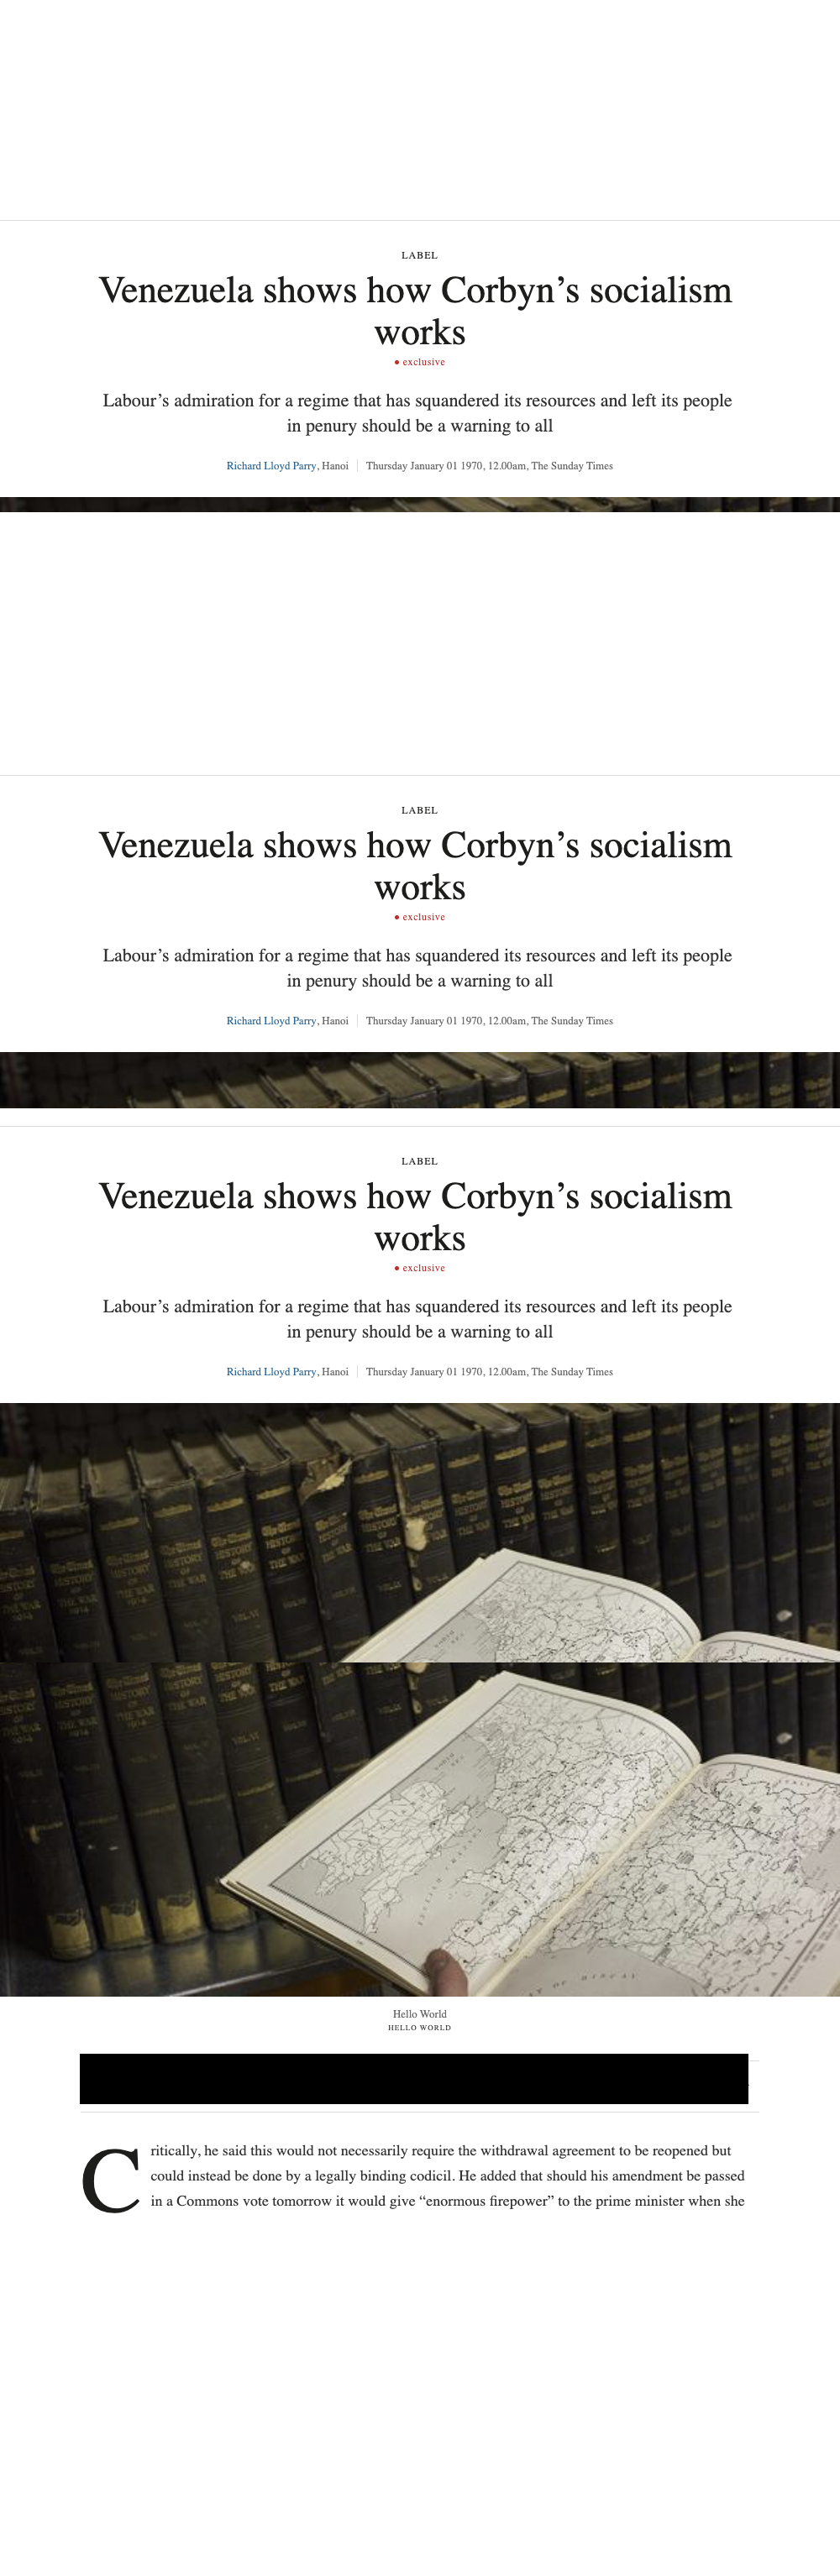 LABEL
Venezuela shows how Corbyn’s socialism
works
• exclusive
Labour’s admiration for a regime that has squandered its resources and left its people
in penury should be a warning to all
Richard Lloyd Parry, Hanoi | Thursday January 01 1970, 12.00am, The Sunday Times
LABEL
Venezuela shows how Corbyn’s socialism
works
• exclusive
Labour’s admiration for a regime that has squandered its resources and left its people
in penury should be a warning to all
Richard Lloyd Parry, Hanoi | Thursday January 01 1970, 12.00am, The Sunday Times
LABEL
Venezuela shows how Corbyn’s socialism
works
• exclusive
Labour’s admiration for a regime that has squandered its resources and left its people
in penury should be a warning to all
Richard Lloyd Parry, Hanoi | Thursday January 01 1970, 12.00am, The Sunday Times
HISTORY
OF
THE WAR
Hello World
HELLO WORLD
Critically, he said this would not necessarily require the withdrawal agreement to be reopened but
could instead be done by a legally binding codicil. He added that should his amendment be passed
in a Commons vote tomorrow it would give “enormous firepower” to the prime minister when she